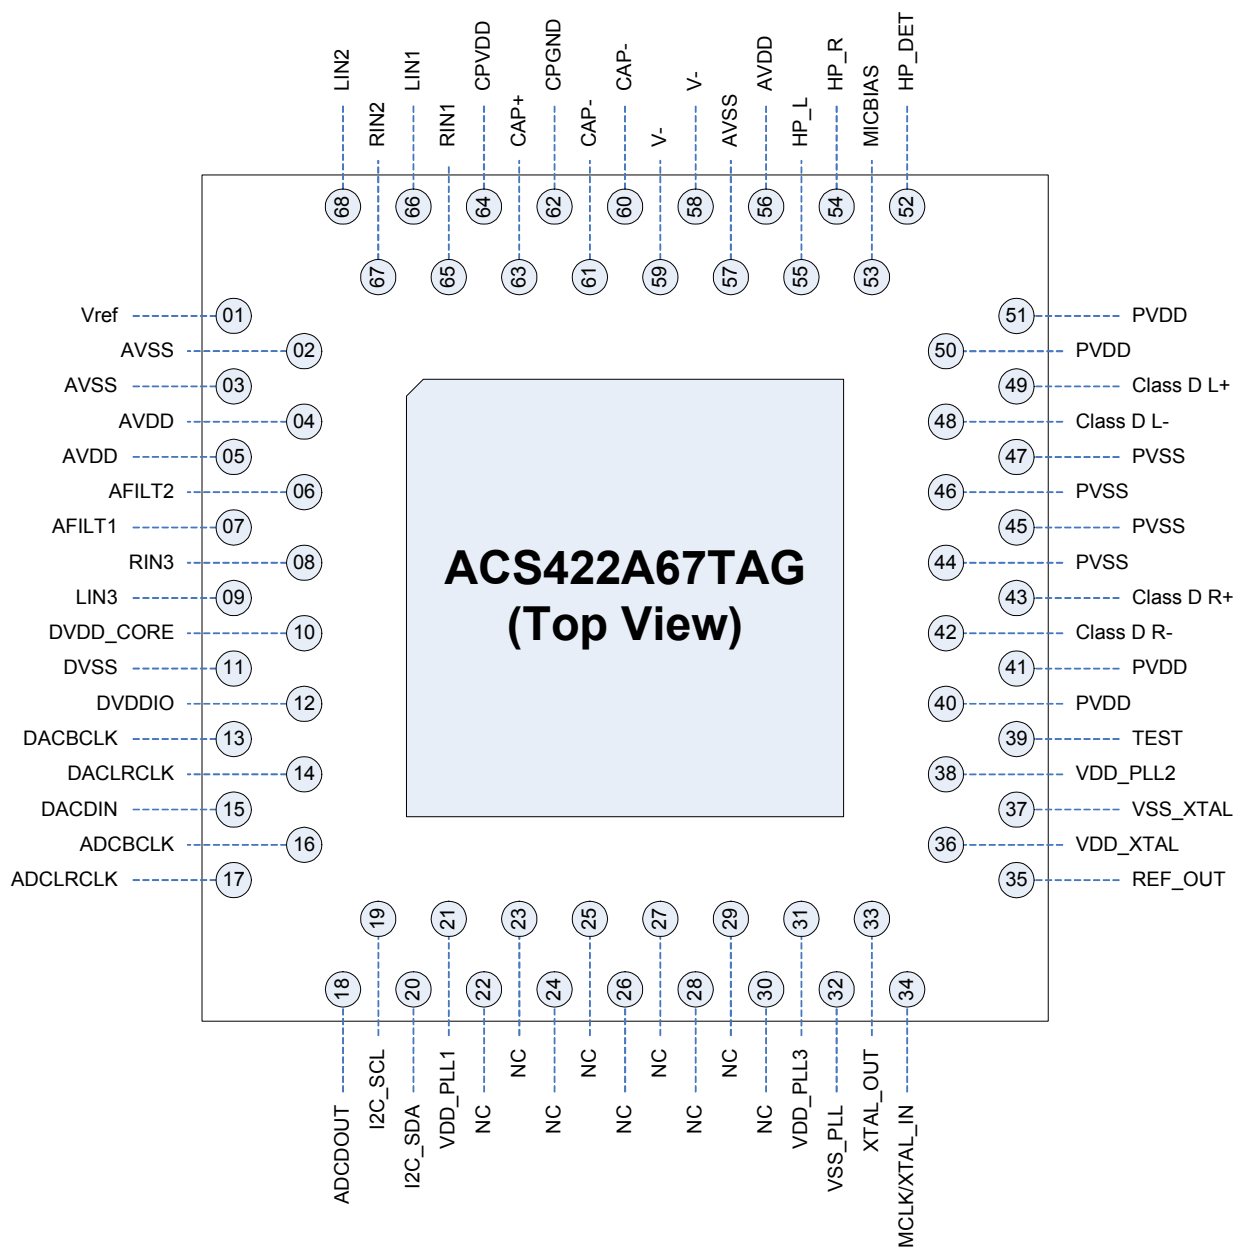 LIN2
RIN2
LIN1
RIN1
CPVDD
CAP+
CPGND
CAP-
CAP-
V-
V-
AVSS
AVDD
HP_L
HP_R
MICBIAS
HP_DET
68
67
66
65
64
63
62
61
60
59
58
57
56
55
54
53
52
Vref 01
AVSS 02
AVSS 03
AVDD 04
AVDD 05
AFILT2 06
AFILT1 07
RIN3 08
LIN3 09
DVDD_CORE 10
DVSS 11
DVDDIO 12
DACBCLK 13
DACLRCLK 14
DACDIN 15
ADCBCLK 16
ADCLRCLK 17
ACS422A67TAG
(Top View)
51 PVDD
50 PVDD
49 Class D L+
48 Class D L-
47 PVSS
46 PVSS
45 PVSS
44 PVSS
43 Class D R+
42 Class D R-
41 PVDD
40 PVDD
39 TEST
38 VDD_PLL2
37 VSS_XTAL
36 VDD_XTAL
35 REF_OUT
18
19
20
21
22
23
24
25
26
27
28
29
30
31
32
33
34
ADCDOUT
I2C_SCL
I2C_SDA
VDD_PLL1
NC
NC
NC
NC
NC
NC
NC
NC
NC
VDD_PLL3
VSS_PLL
XTAL_OUT
MCLK/XTAL_IN